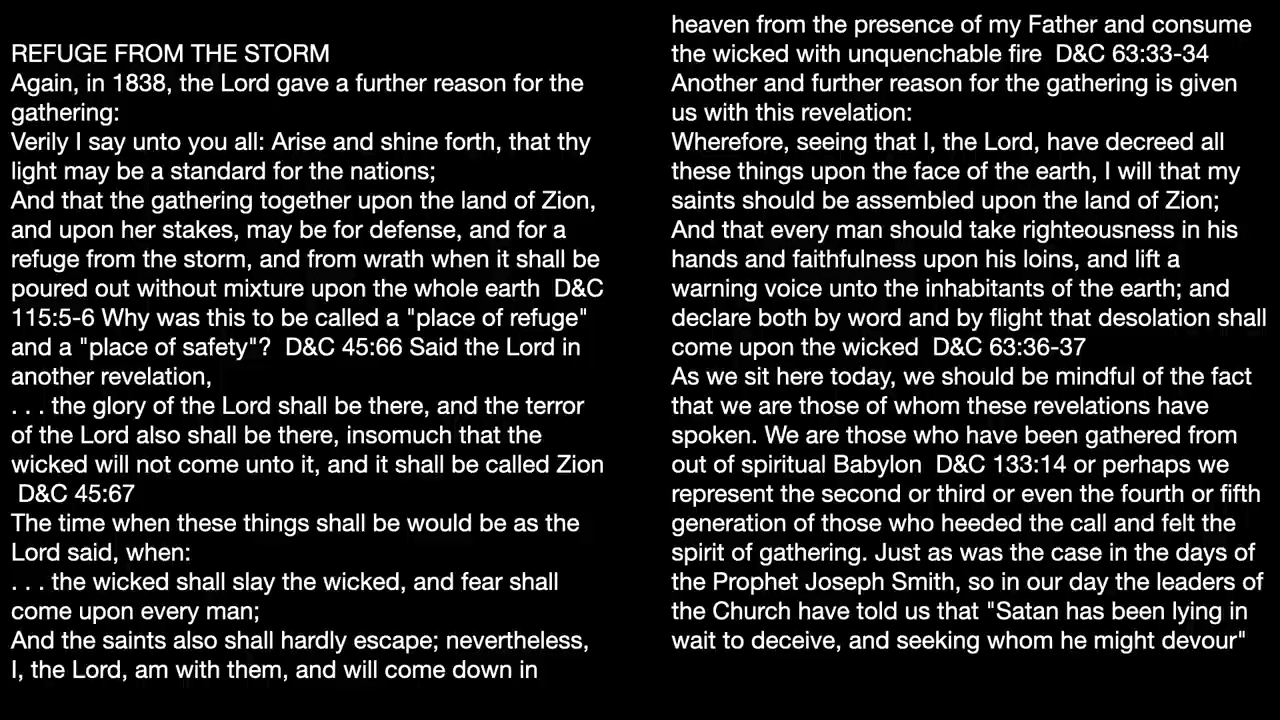 REFUGE FROM THE STORM
Again, in 1838, the Lord gave a further reason for the
gathering:
Verily I say unto you all: Arise and shine forth, that thy
light may be a standard for the nations;
And that the gathering together upon the land of Zion,
and upon her stakes, may be for defense, and for a
refuge from the storm, and from wrath when it shall be
poured out without mixture upon the whole earth  D&C
115:5-6 Why was this to be called a "place of refuge"
and a "place of safety"?  D&C 45:66 Said the Lord in
another revelation,
. . . the glory of the Lord shall be there, and the terror
of the Lord also shall be there, insomuch that the
wicked will not come unto it, and it shall be called Zion
D&C 45:67
The time when these things shall be would be as the
Lord said, when:
. . . the wicked shall slay the wicked, and fear shall
come upon every man;
And the saints also shall hardly escape; nevertheless,
I, the Lord, am with them, and will come down in
heaven from the presence of my Father and consume
the wicked with unquenchable fire  D&C 63:33-34
Another and further reason for the gathering is given
us with this revelation:
Wherefore, seeing that I, the Lord, have decreed all
these things upon the face of the earth, I will that my
saints should be assembled upon the land of Zion;
And that every man should take righteousness in his
hands and faithfulness upon his loins, and lift a
warning voice unto the inhabitants of the earth; and
declare both by word and by flight that desolation shall
come upon the wicked  D&C 63:36-37
As we sit here today, we should be mindful of the fact
that we are those of whom these revelations have
spoken. We are those who have been gathered from
out of spiritual Babylon  D&C 133:14 or perhaps we
represent the second or third or even the fourth or fifth
generation of those who heeded the call and felt the
spirit of gathering. Just as was the case in the days of
the Prophet Joseph Smith, so in our day the leaders of
the Church have told us that "Satan has been lying in
wait to deceive, and seeking whom he might devour"